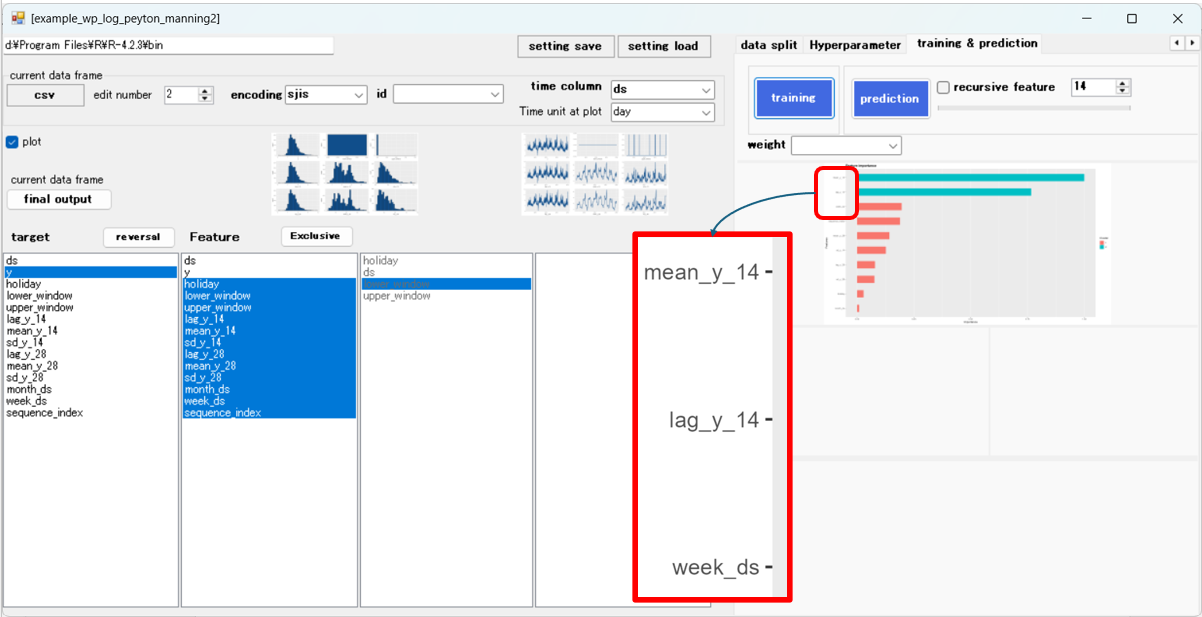 [example_wp_log_peyton_manning2]
d:¥Program Files¥R¥R-4.2.3¥bin
setting save
setting load
current data frame
csv
edit number
2
encoding
sjis
id
time column
ds
Time unit at plot
day
plot
current data frame
final output
target
reversal
Feature
Exclusive
ds
y
holiday
lower_window
upper_window
lag_y_14
mean_y_14
sd_y_14
lag_y_28
mean_y_28
sd_y_28
month_ds
week_ds
sequence_index
ds
y
holiday
lower_window
upper_window
lag_y_14
mean_y_14
sd_y_14
lag_y_28
mean_y_28
sd_y_28
month_ds
week_ds
sequence_index
holiday
ds
lower_window
upper_window
data split
Hyperparameter
training & prediction
training
prediction
recursive feature
14
weight
mean_y_14
lag_y_14
week_ds